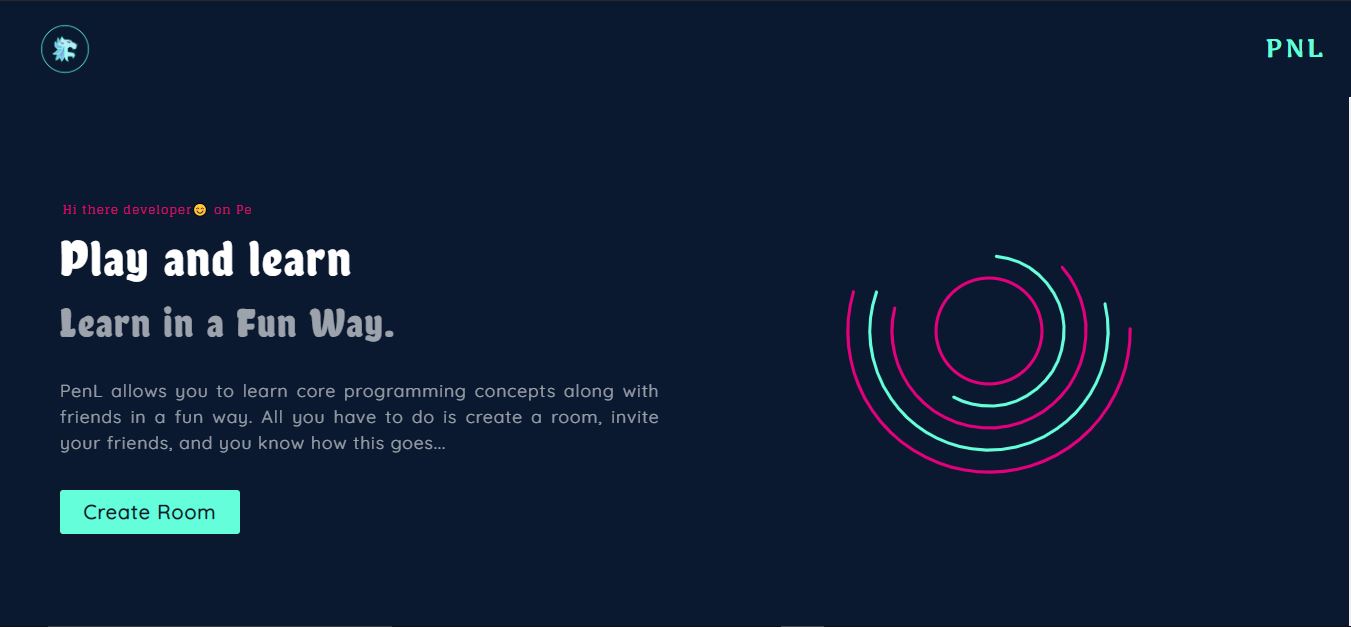 PNL
Hi there developer😊 on Pe
Play and learn
Learn in a Fun Way.
PenL allows you to learn core programming concepts along with
friends in a fun way. All you have to do is create a room, invite
your friends, and you know how this goes...
Create Room